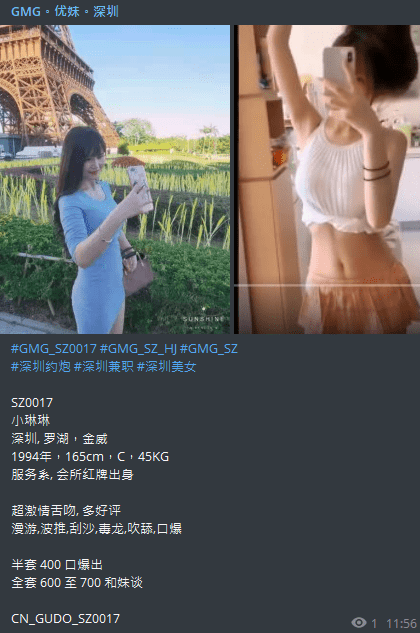 GMG。优妹。深圳
SUNSHINE
#GMG_SZ0017 #GMG_SZ_HJ #GMG_SZ
#深圳约炮 #深圳兼职 #深圳美女
SZ0017
小琳琳
深圳, 罗湖，金威
1994年，165cm，C，45KG
服务系, 会所红牌出身
超激情舌吻, 多好评
漫游,波推,刮沙,毒龙,吹舔,口爆
半套 400 口爆出
全套 600 至 700 和妹谈
CN_GUDO_SZ0017
1 11:56